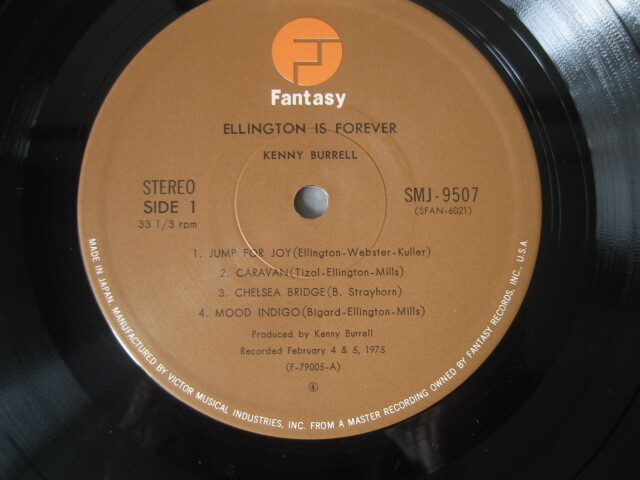 Fantasy
ELLINGTON IS FOREVER
KENNY BURRELL
STEREO
SIDE 1
33 1/3 rpm
SMJ-9507
(SFAN-6021)
1. JUMP FOR JOY (Ellington-Webster-Kuller)
2. CARAVAN (Tizol-Ellington-Mills)
3. CHELSEA BRIDGE (B. Strayhorn)
4. MOOD INDIGO (Bigard-Ellington-Mills)
Produced by Kenny Burrell
Recorded February 4 & 5, 1975
(F-79005-A)
④
MADE IN JAPAN. MANUFACTURED BY VICTOR MUSICAL INDUSTRIES, INC. FROM A MASTER RECORDING OWNED BY FANTASY RECORDS, INC. U.S.A.